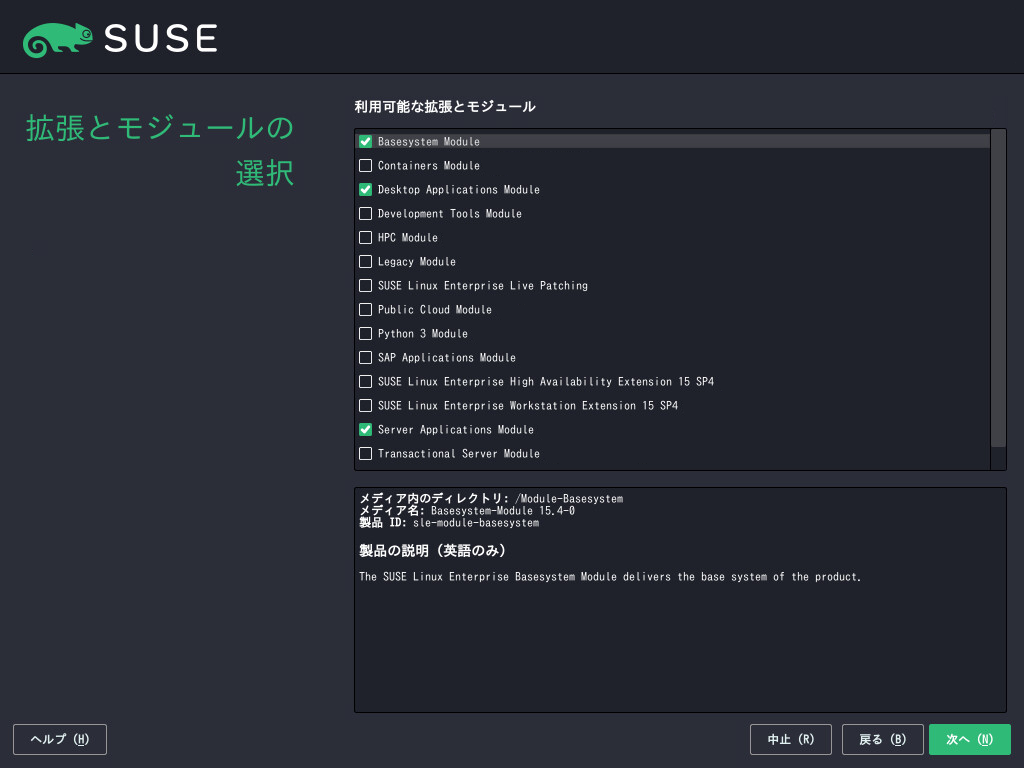 SUSE
拡張とモジュールの
選択
利用可能な拡張とモジュール
Basesystem Module
Containers Module
Desktop Applications Module
Development Tools Module
HPC Module
Legacy Module
SUSE Linux Enterprise Live Patching
Public Cloud Module
Python 3 Module
SAP Applications Module
SUSE Linux Enterprise High Availability Extension 15 SP4
SUSE Linux Enterprise Workstation Extension 15 SP4
Server Applications Module
Transactional Server Module
メディア内のディレクトリ: /Module-Basesystem
メディア名: Basesystem-Module 15.4-0
製品 ID: sle-module-basesystem
製品の説明 (英語のみ)
The SUSE Linux Enterprise Basesystem Module delivers the base system of the product.
ヘルプ (H)
中止 (R)
戻る (B)
次へ (N)